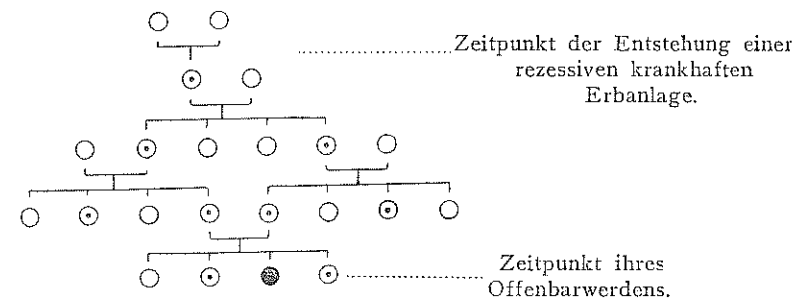 Zeitpunkt der Entstehung einer
rezessiven krankhaften
Erbanlage.
Zeitpunkt ihres
Offenbarwerdens.